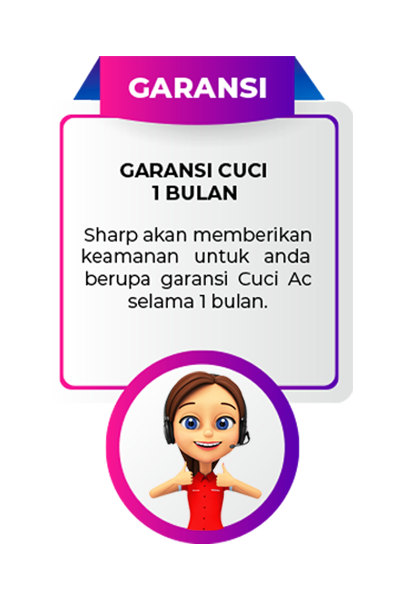 GARANSI
GARANSI CUCI
1 BULAN
Sharp akan memberikan
keamanan untuk anda
berupa garansi Cuci Ac
selama 1 bulan.